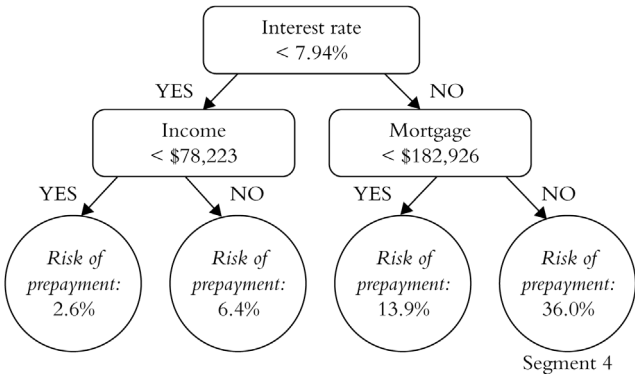 Interest rate
< 7.94%
YES
NO
Income
< $78,223
Mortgage
< $182,926
YES
NO
YES
NO
Risk of
prepayment:
2.6%
Risk of
prepayment:
6.4%
Risk of
prepayment:
13.9%
Risk of
prepayment:
36.0%
Segment 4